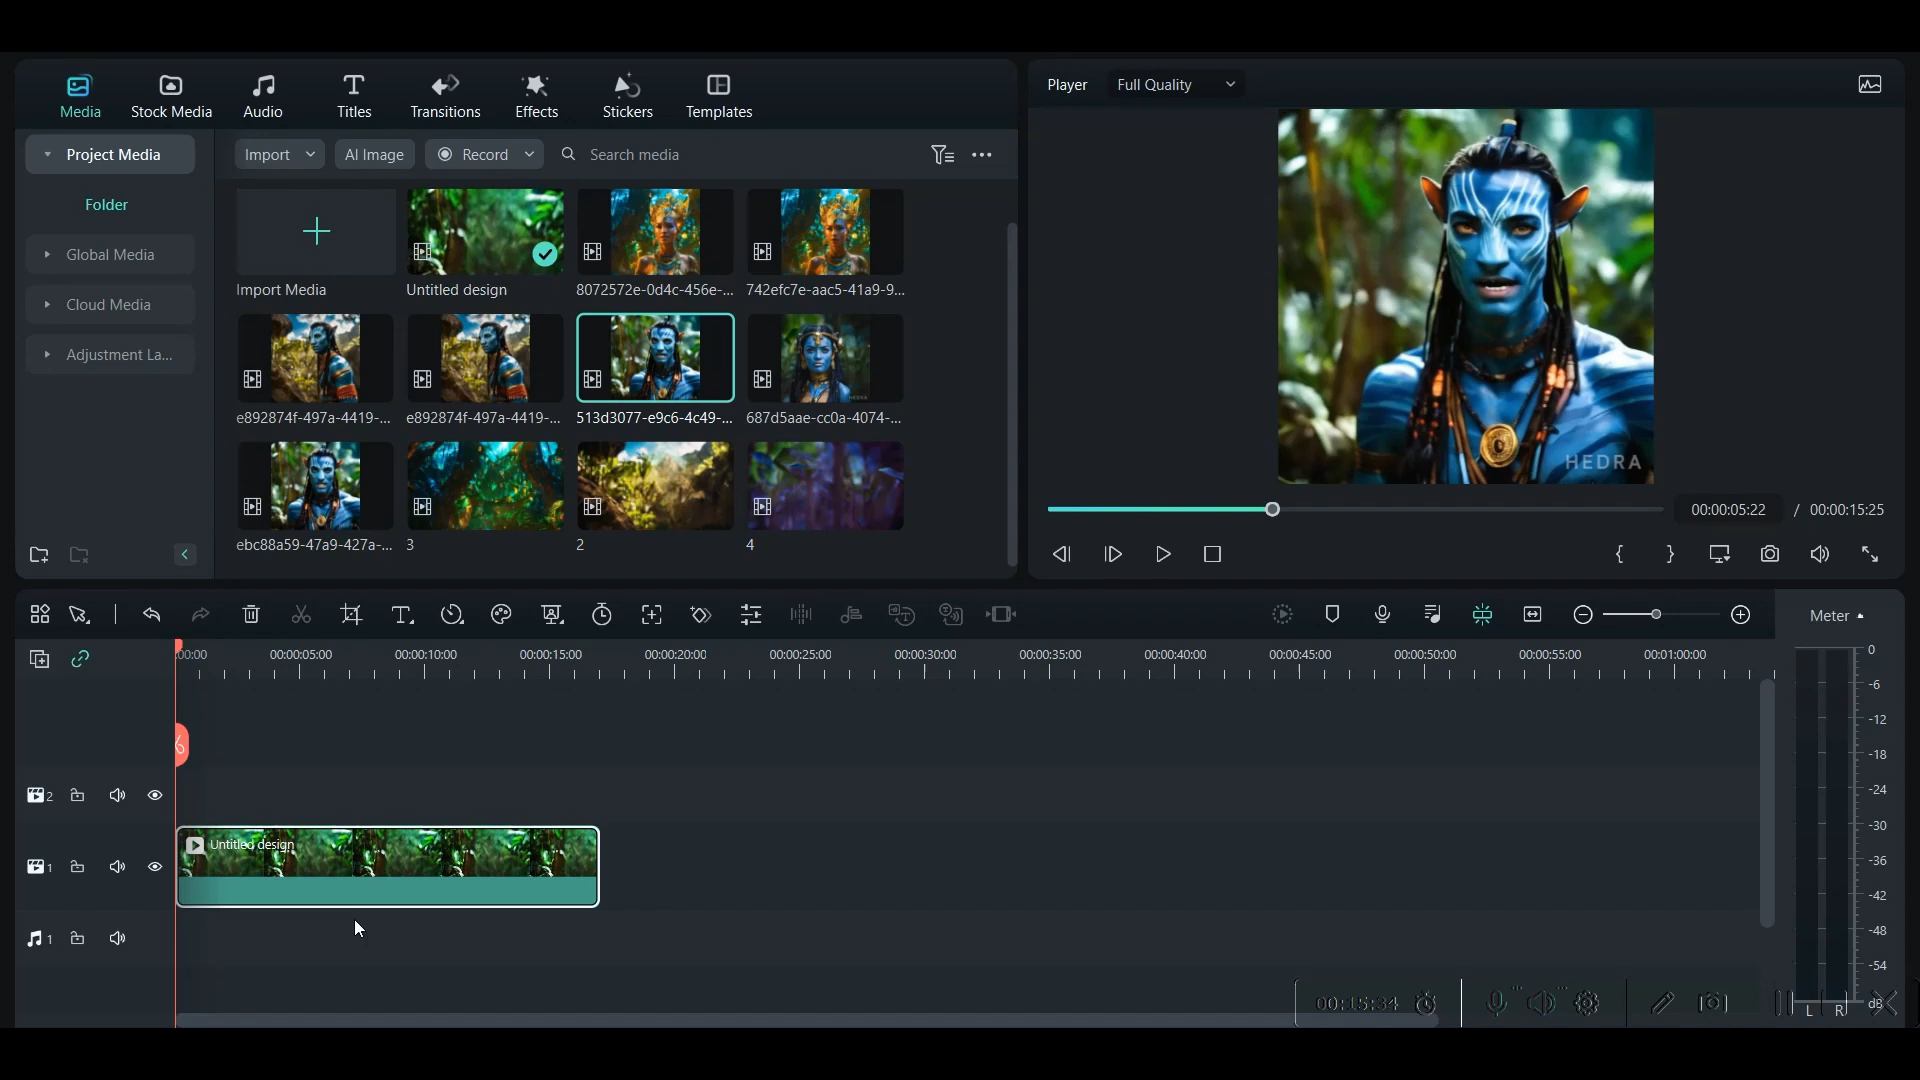 Media
Stock Media
Audio
Titles
Transitions
Effects
Stickers
Templates
Player
Full Quality
Project Media
Import
AI Image
Record
Search media
Folder
Global Media
Cloud Media
Adjustment La...
Import Media
Untitled design
8072572e-0d4c-456e-...
742efc7e-aac5-41a9-9...
e892874f-497a-4419-...
e892874f-497a-4419-...
513d3077-e9c6-4c49-...
687d5aae-cc0a-4074-...
ebc88a59-47a9-427a-...
3
2
4
HEDRA
00:00:05:22 / 00:00:15:25
Meter
:00:00
00:00:05:00
00:00:10:00
00:00:15:00
00:00:20:00
00:00:25:00
00:00:30:00
00:00:35:00
00:00:40:00
00:00:45:00
00:00:50:00
00:00:55:00
00:01:00:00
0
-6
-12
-18
-24
-30
-36
-42
-48
-54
dB
L R
2
1
Untitled design
1
00:15:34